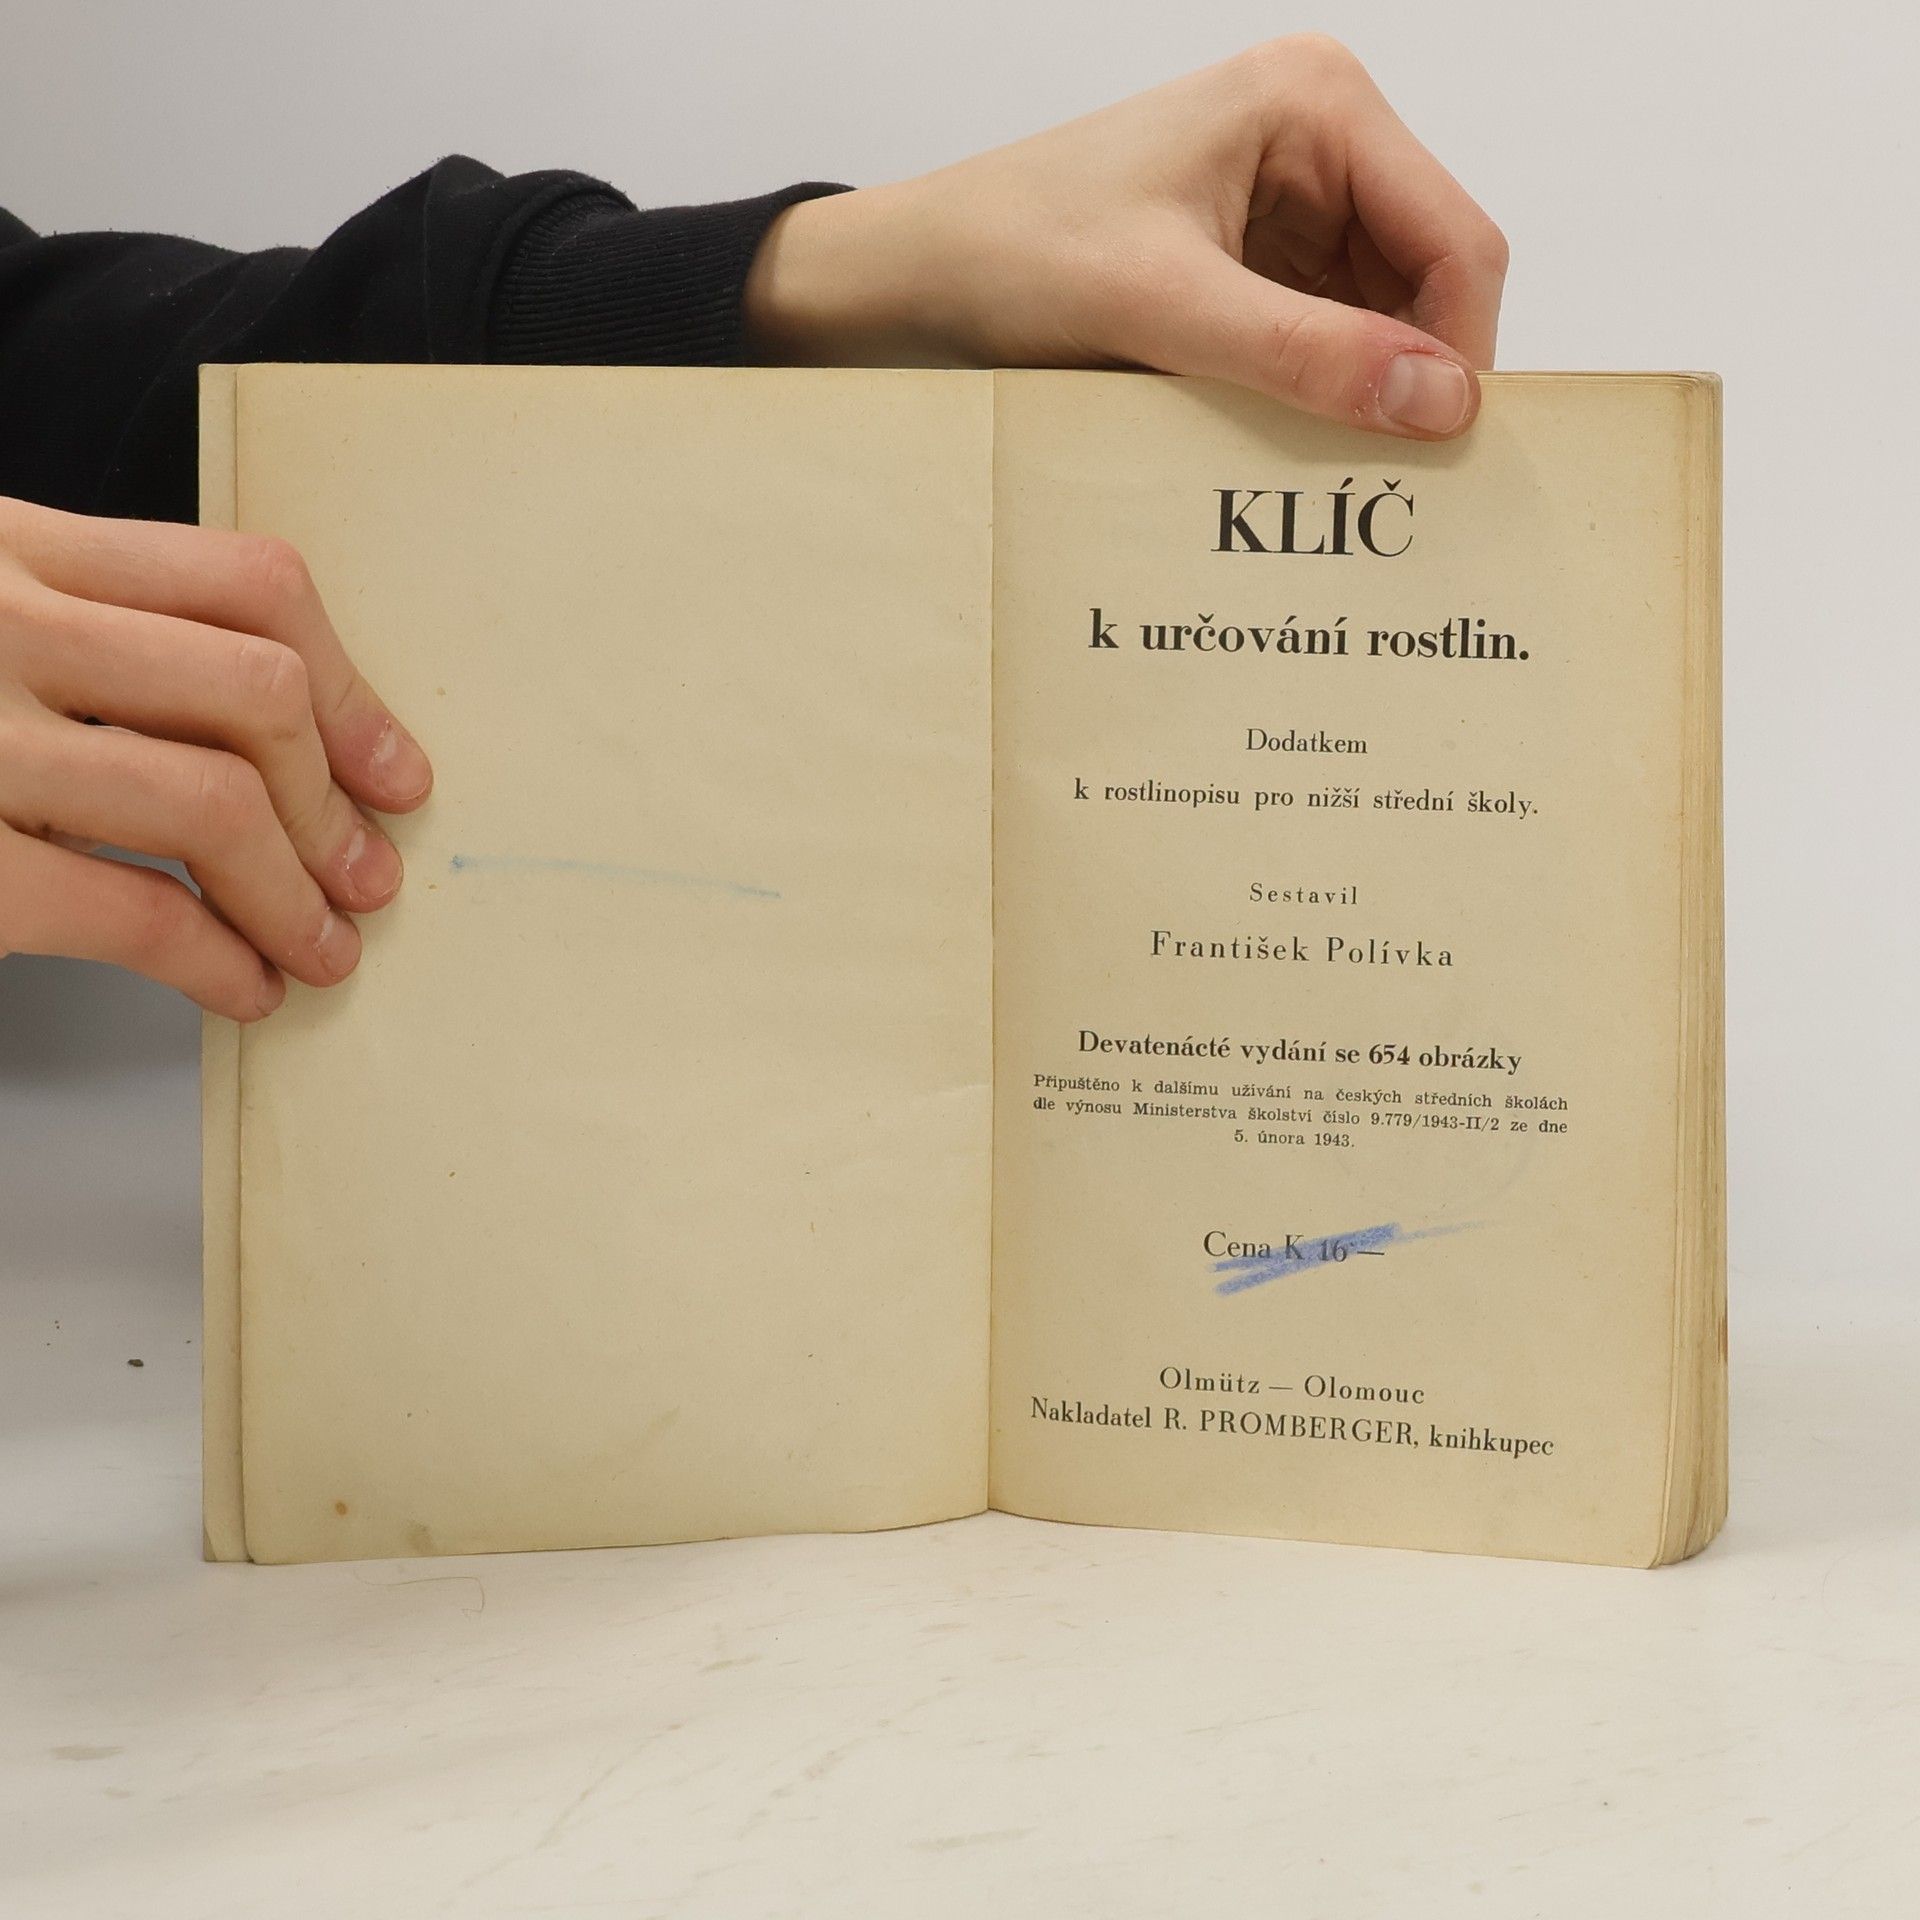 KLÍČ
k určování rostlin.
Dodatkem
k rostlinopisu pro nižší střední školy.
Sestavil
František Polívka
Devatenácté vydání se 654 obrázky
Připuštěno k dalšímu užívání na českých středních školách
dle výnosu Ministerstva školství číslo 9.779/1943-II/2 ze dne
5. února 1943.
Cena K 16·—
Olmütz — Olomouc
Nakladatel R. PROMBERGER, knihkupec